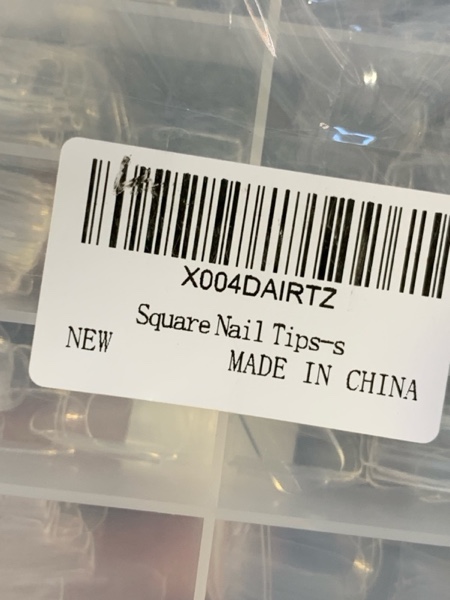 X004DAIRTZ
Square Nail Tips-s
NEW
MADE IN CHINA